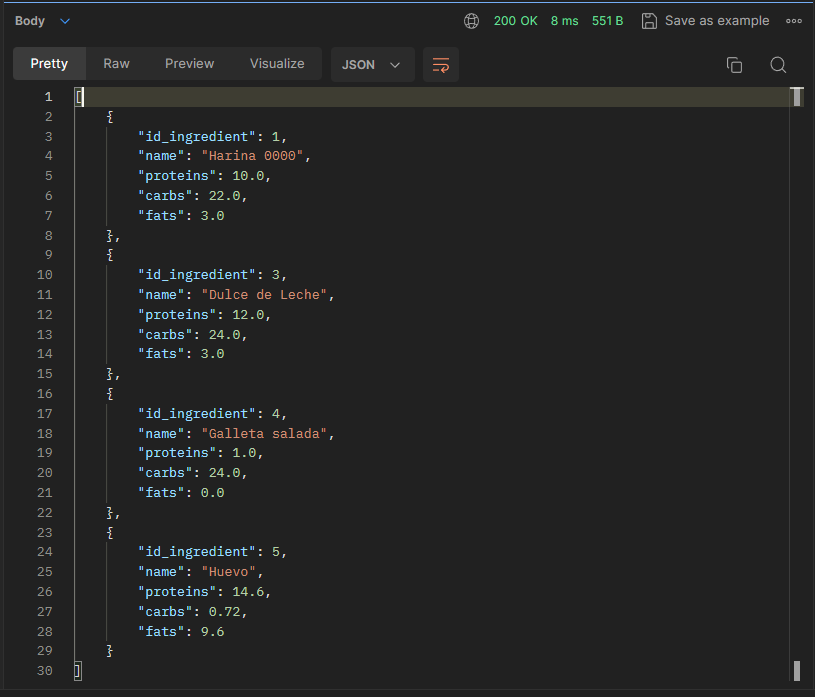 Body 200 OK 8 ms 551 B Save as example
Pretty Raw Preview Visualize JSON
1 [
2 {
3 "id_ingredient": 1,
4 "name": "Harina 0000",
5 "proteins": 10.0,
6 "carbs": 22.0,
7 "fats": 3.0
8 },
9 {
10 "id_ingredient": 3,
11 "name": "Dulce de Leche",
12 "proteins": 12.0,
13 "carbs": 24.0,
14 "fats": 3.0
15 },
16 {
17 "id_ingredient": 4,
18 "name": "Galleta salada",
19 "proteins": 1.0,
20 "carbs": 24.0,
21 "fats": 0.0
22 },
23 {
24 "id_ingredient": 5,
25 "name": "Huevo",
26 "proteins": 14.6,
27 "carbs": 0.72,
28 "fats": 9.6
29 }
30 ]